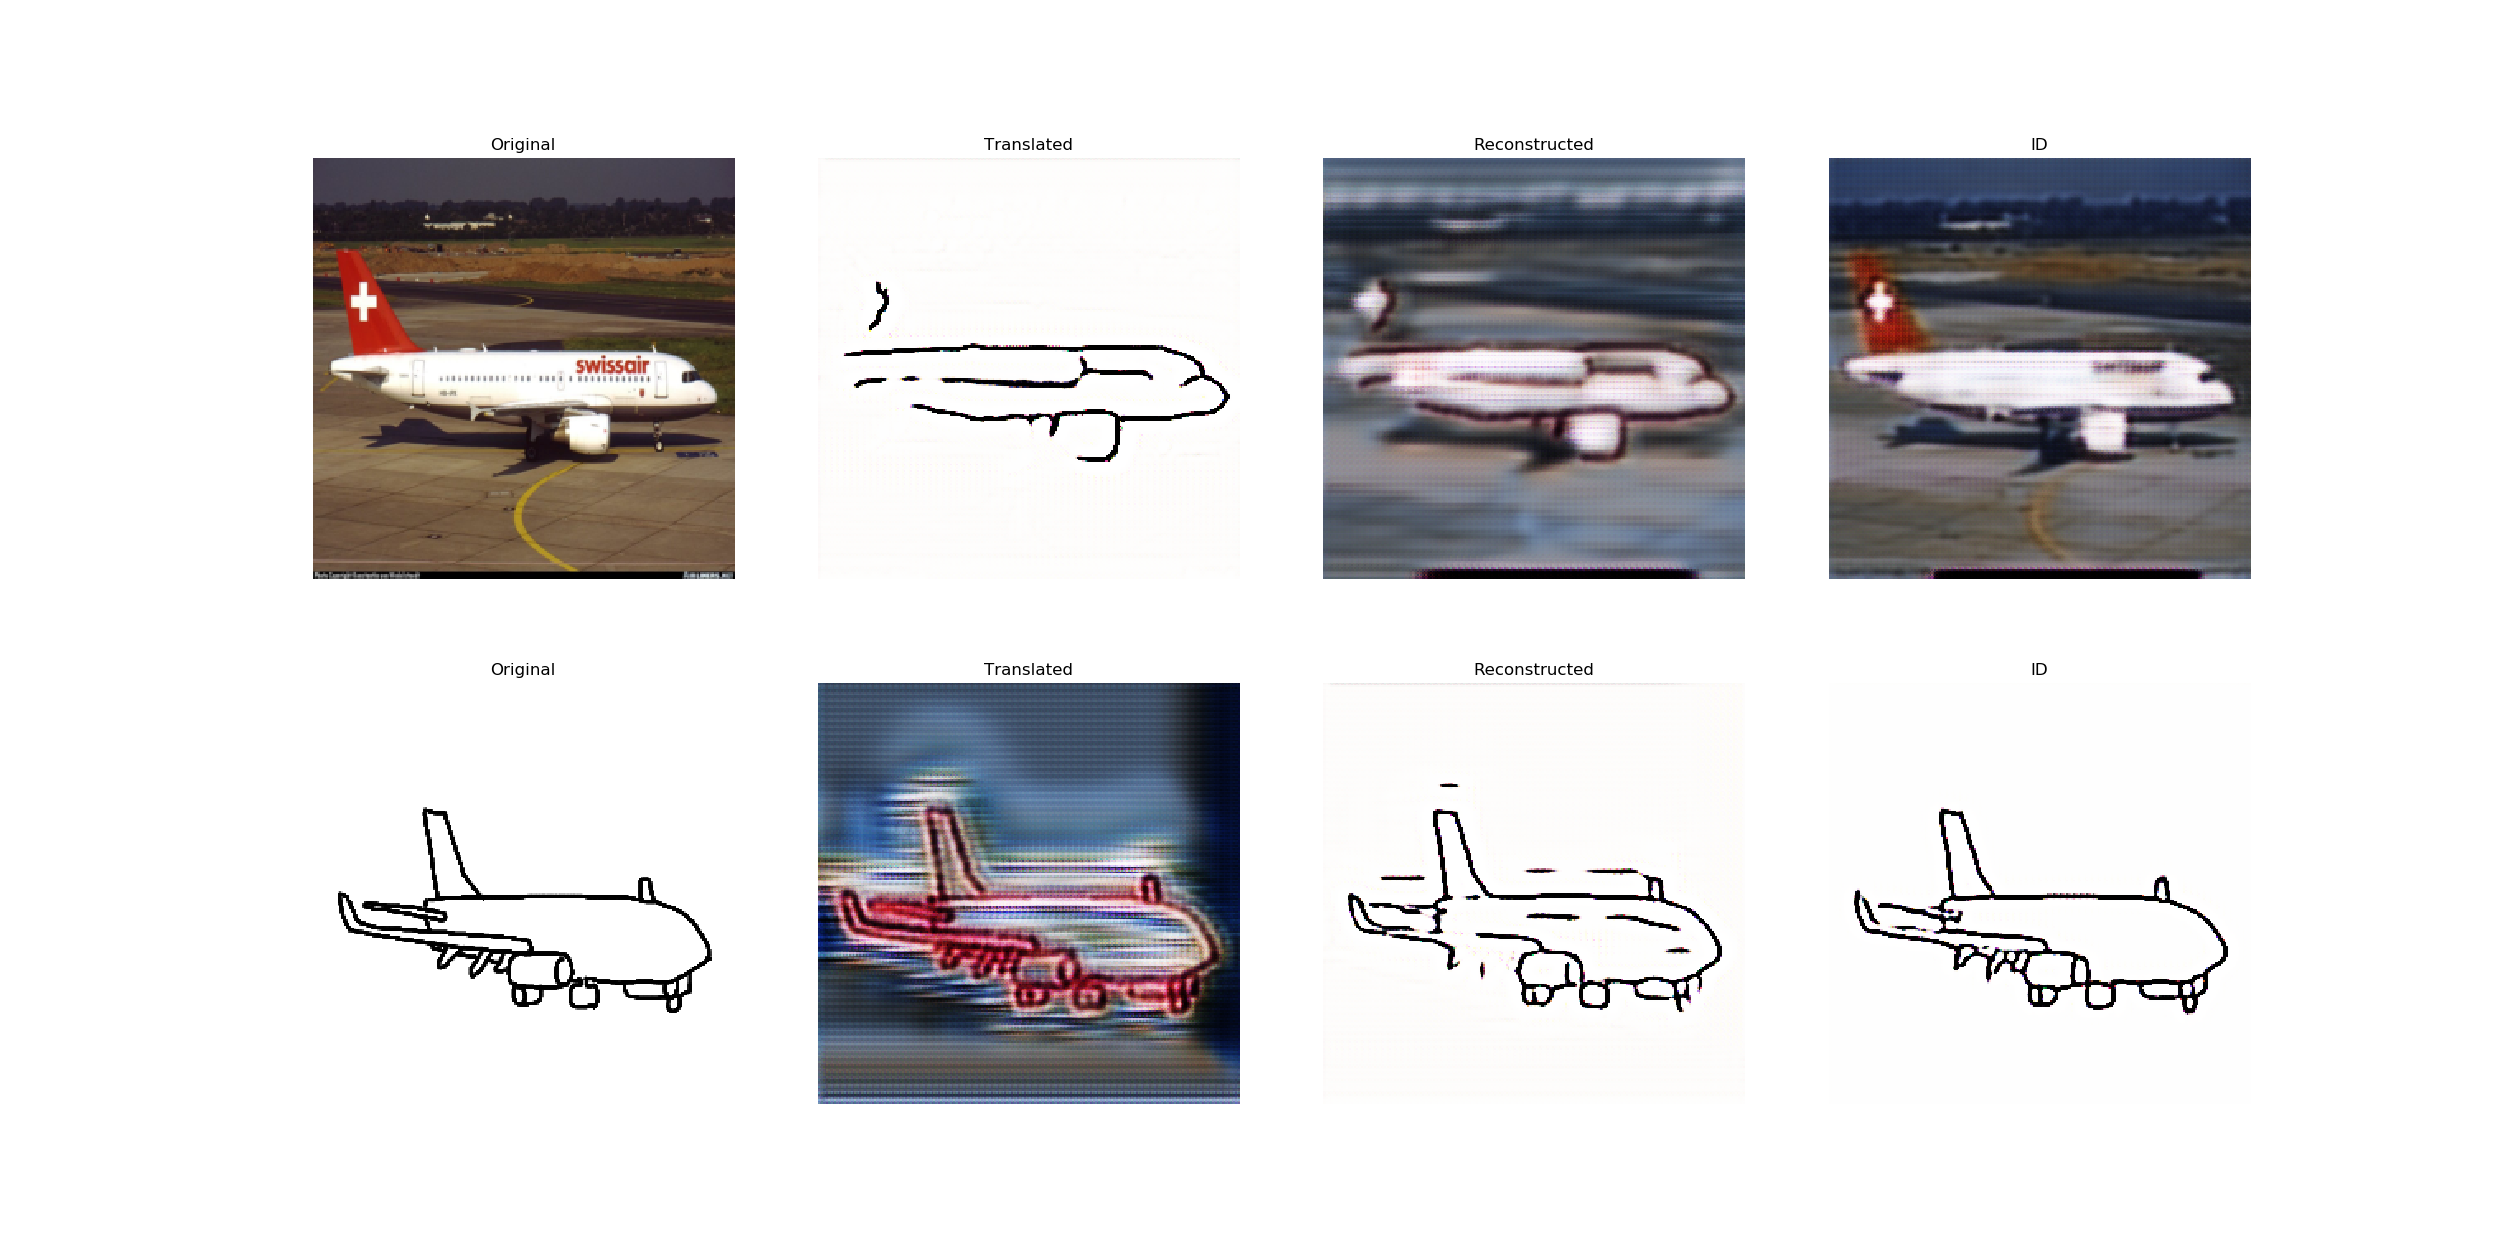 Original
Translated
Reconstructed
ID
swissair
Original
Translated
Reconstructed
ID